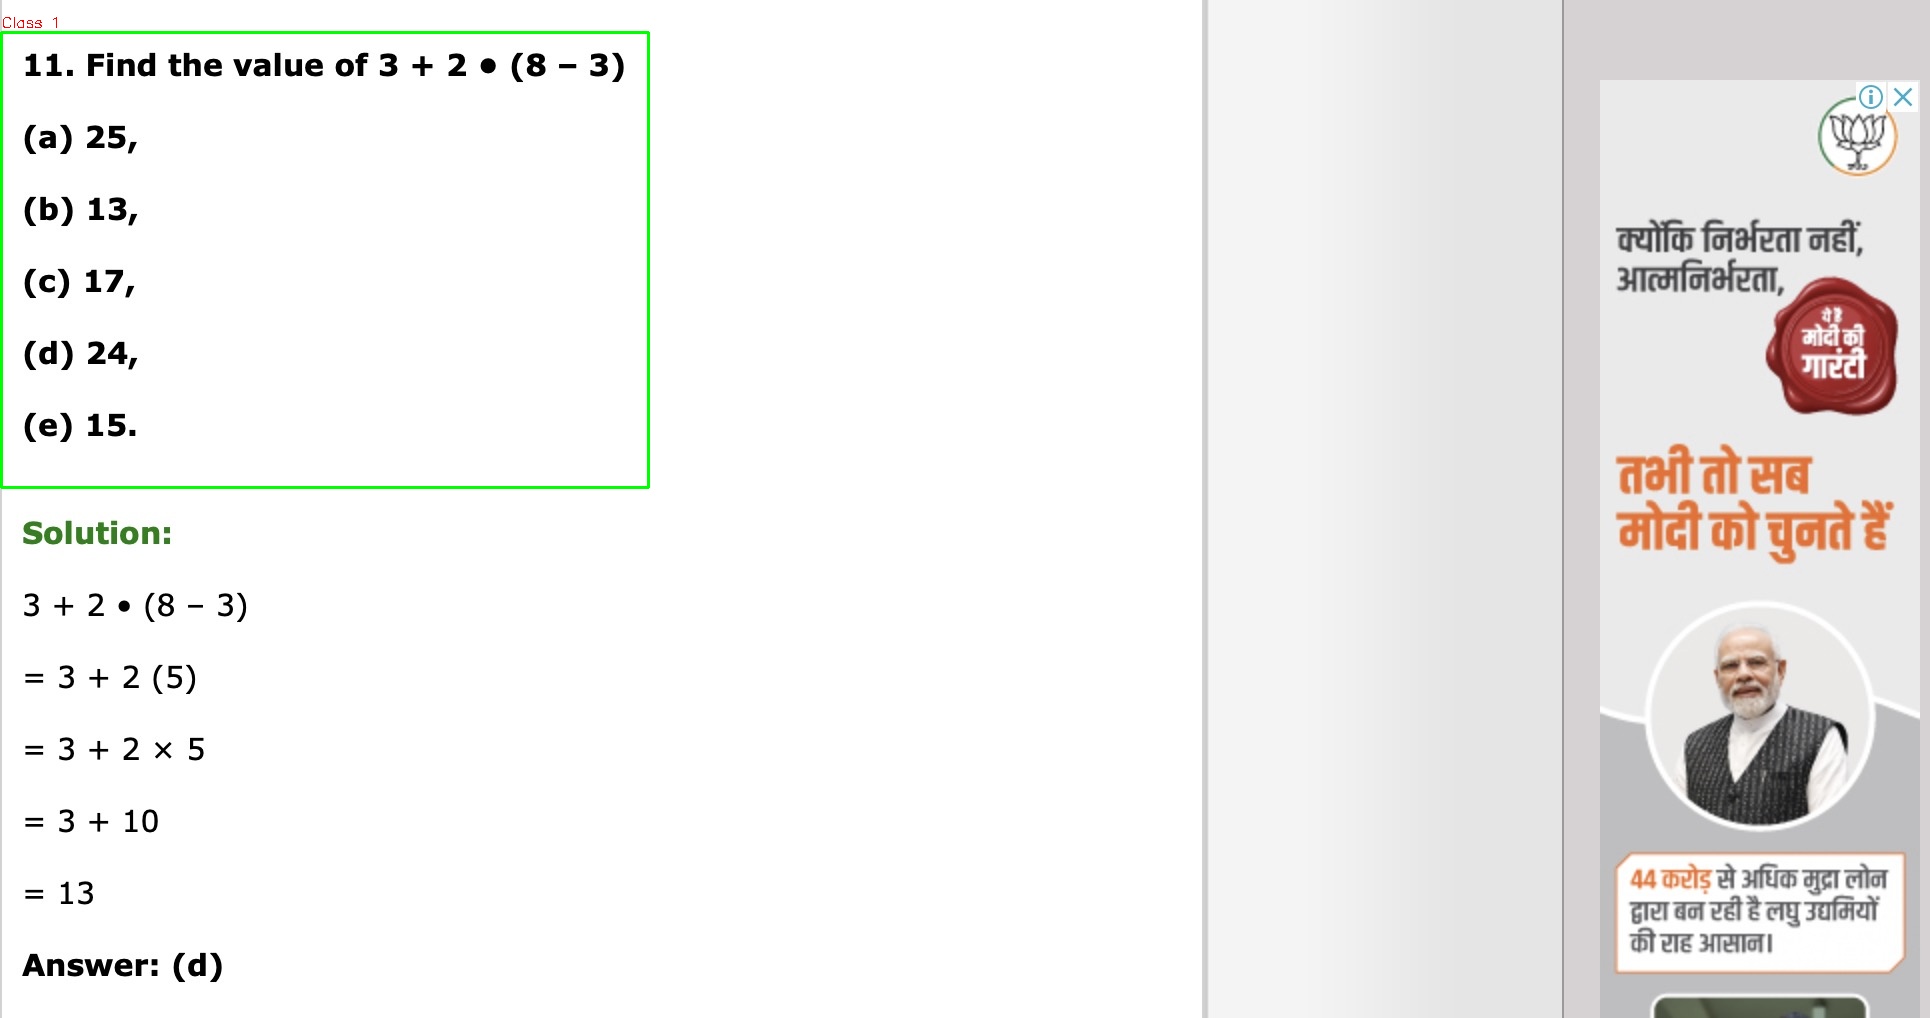 Class 1
11. Find the value of 3 + 2 • (8 – 3)
(a) 25,
(b) 13,
(c) 17,
(d) 24,
(e) 15.
Solution:
3 + 2 • (8 – 3)
= 3 + 2 (5)
= 3 + 2 × 5
= 3 + 10
= 13
Answer: (d)
क्योंकि निर्भरता नहीं,
आत्मनिर्भरता,
ये है
मोदी की
गारंटी
तभी तो सब
मोदी को चुनते हैं
44 करोड़ से अधिक मुद्रा लोन
द्वारा बन रही है लघु उद्यमियों
की राह आसान।